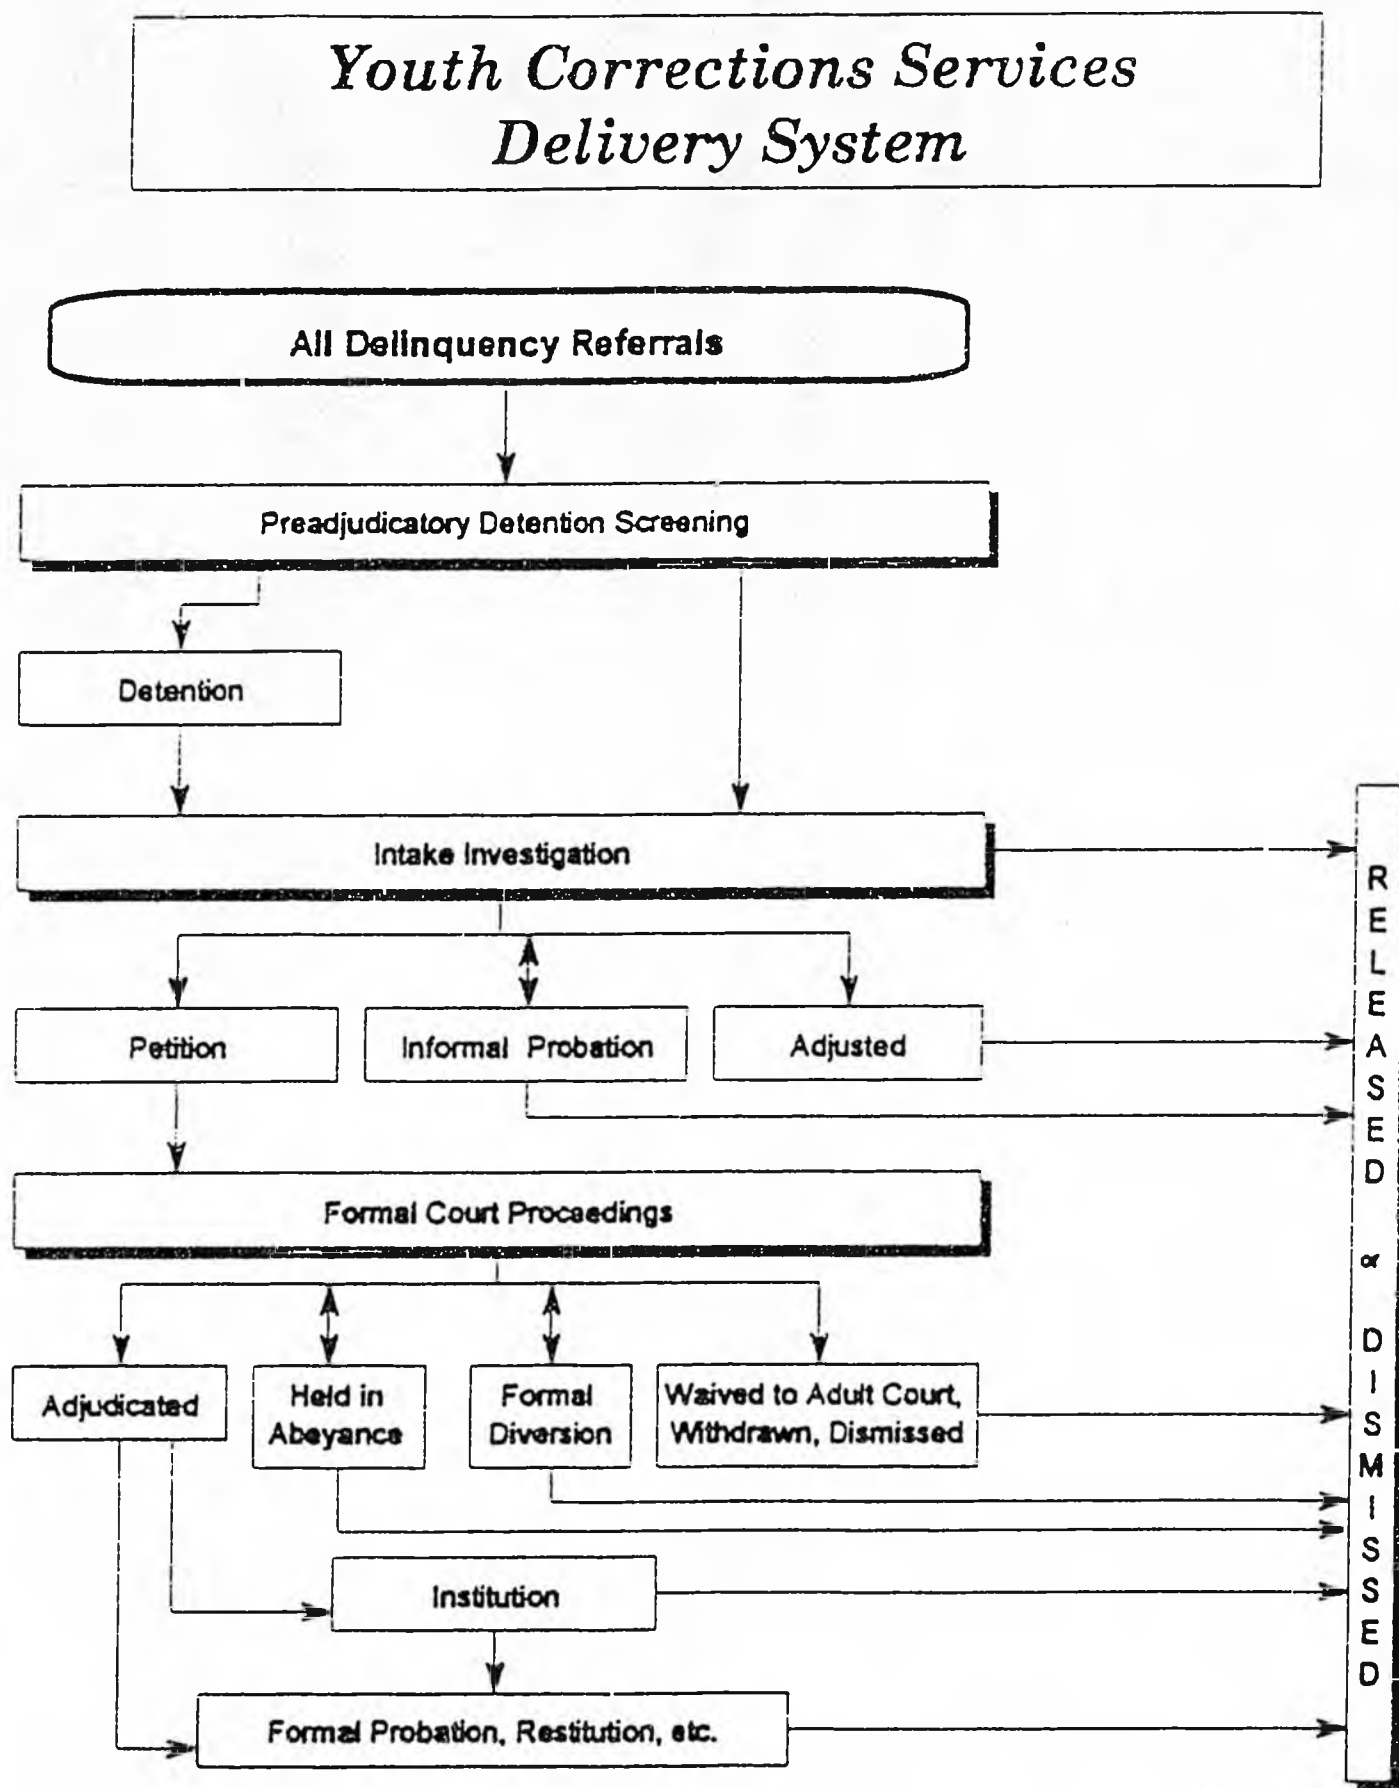 Youth Corrections Services
Delivery System
All Delinquency Referrals
Preadjudicatory Detention Screening
Detention
Intake Investigation
Petition
Informal Probation
Adjusted
Formal Court Proceedings
Adjudicated
Held in
Abeyance
Formal
Diversion
Waived to Adult Court,
Withdrawn, Dismissed
Institution
Formal Probation, Restitution, etc.
RELEASED or DISMISSED